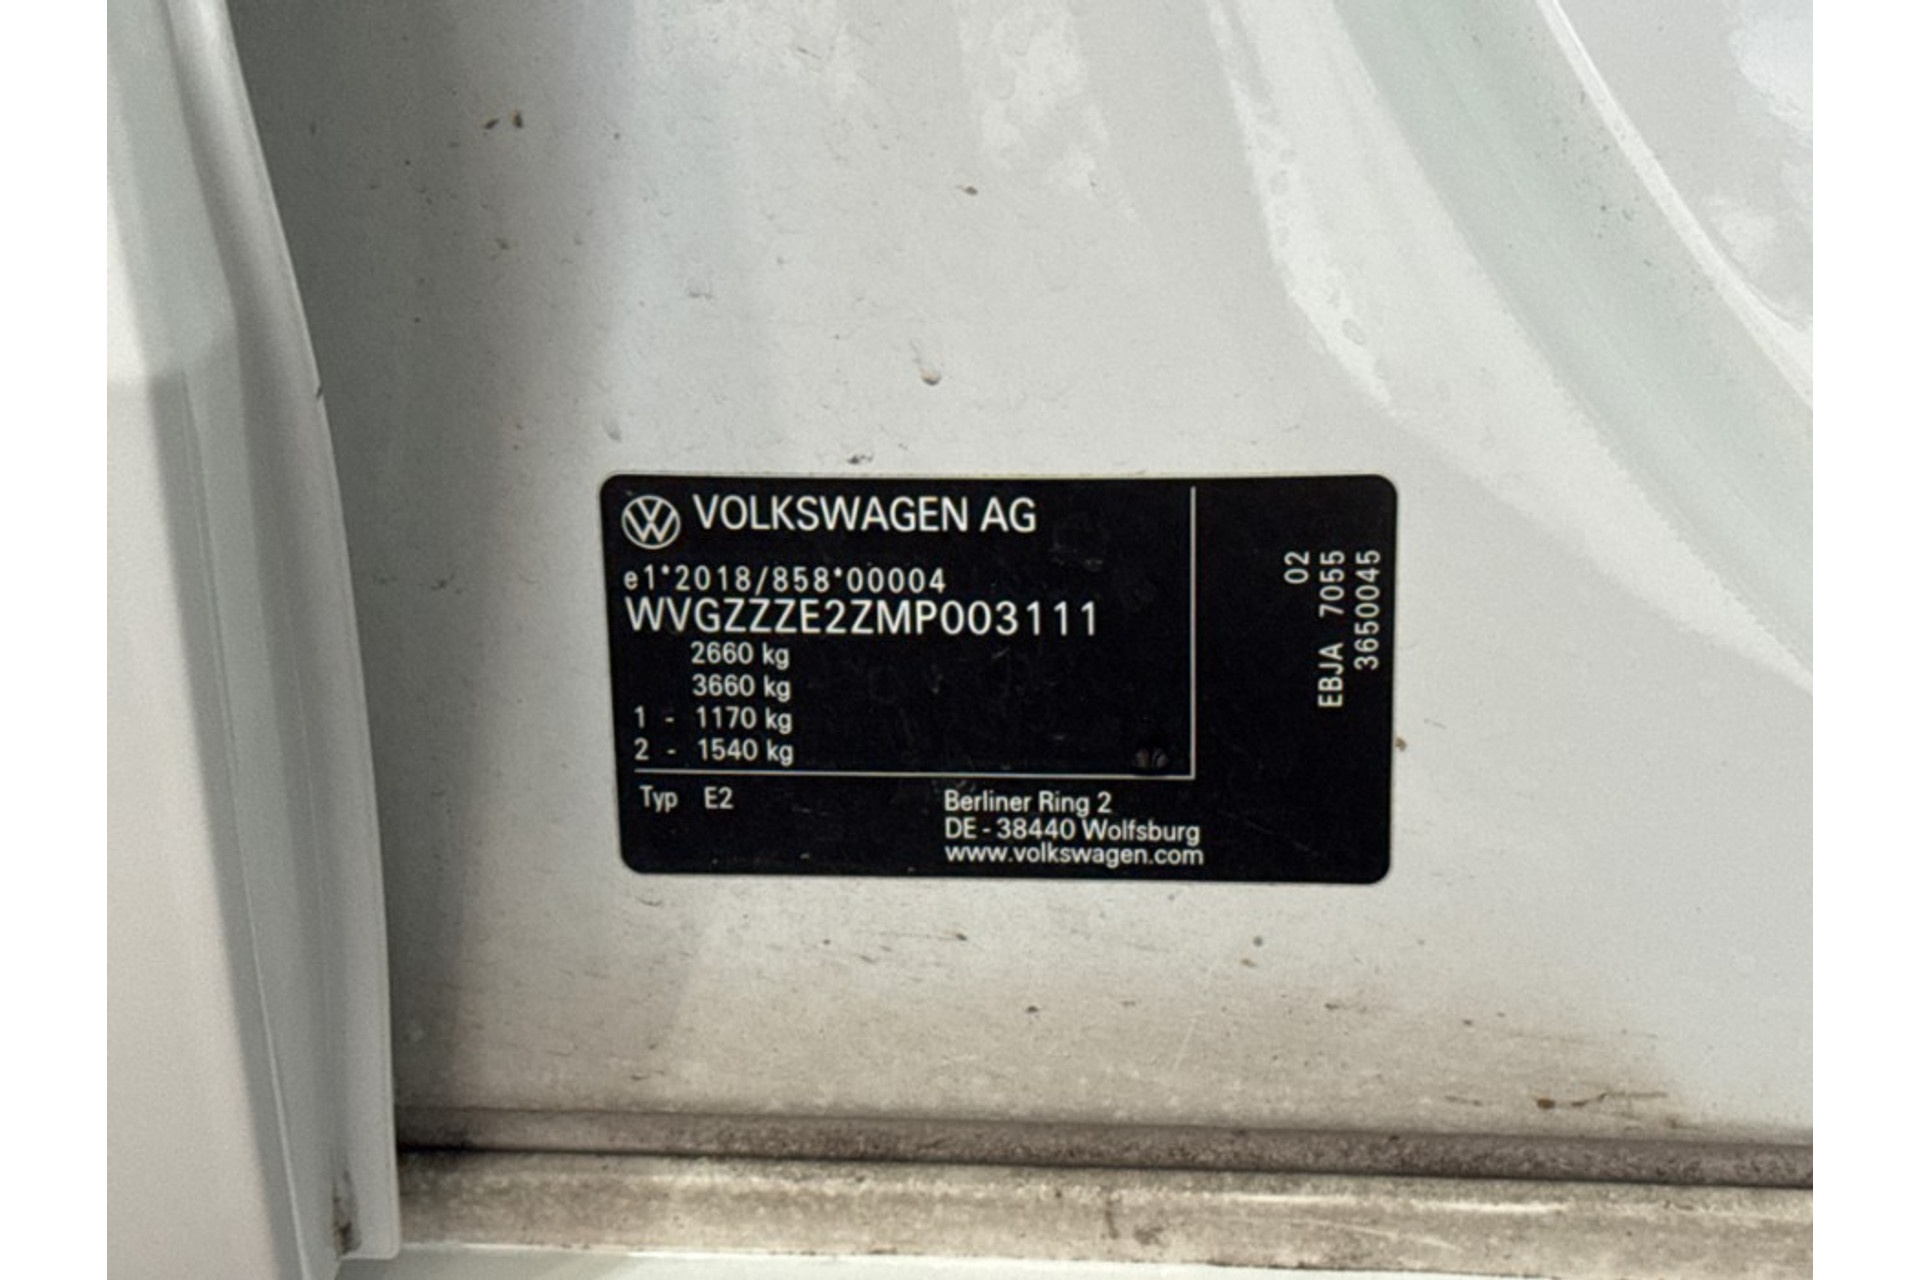 VOLKSWAGEN AG
e1*2018/858*00004
WVGZZZE2ZMP003111
2660 kg
3660 kg
1 - 1170 kg
2 - 1540 kg
Typ E2
Berliner Ring 2
DE - 38440 Wolfsburg
www.volkswagen.com
02
EBJA 7055
3650045